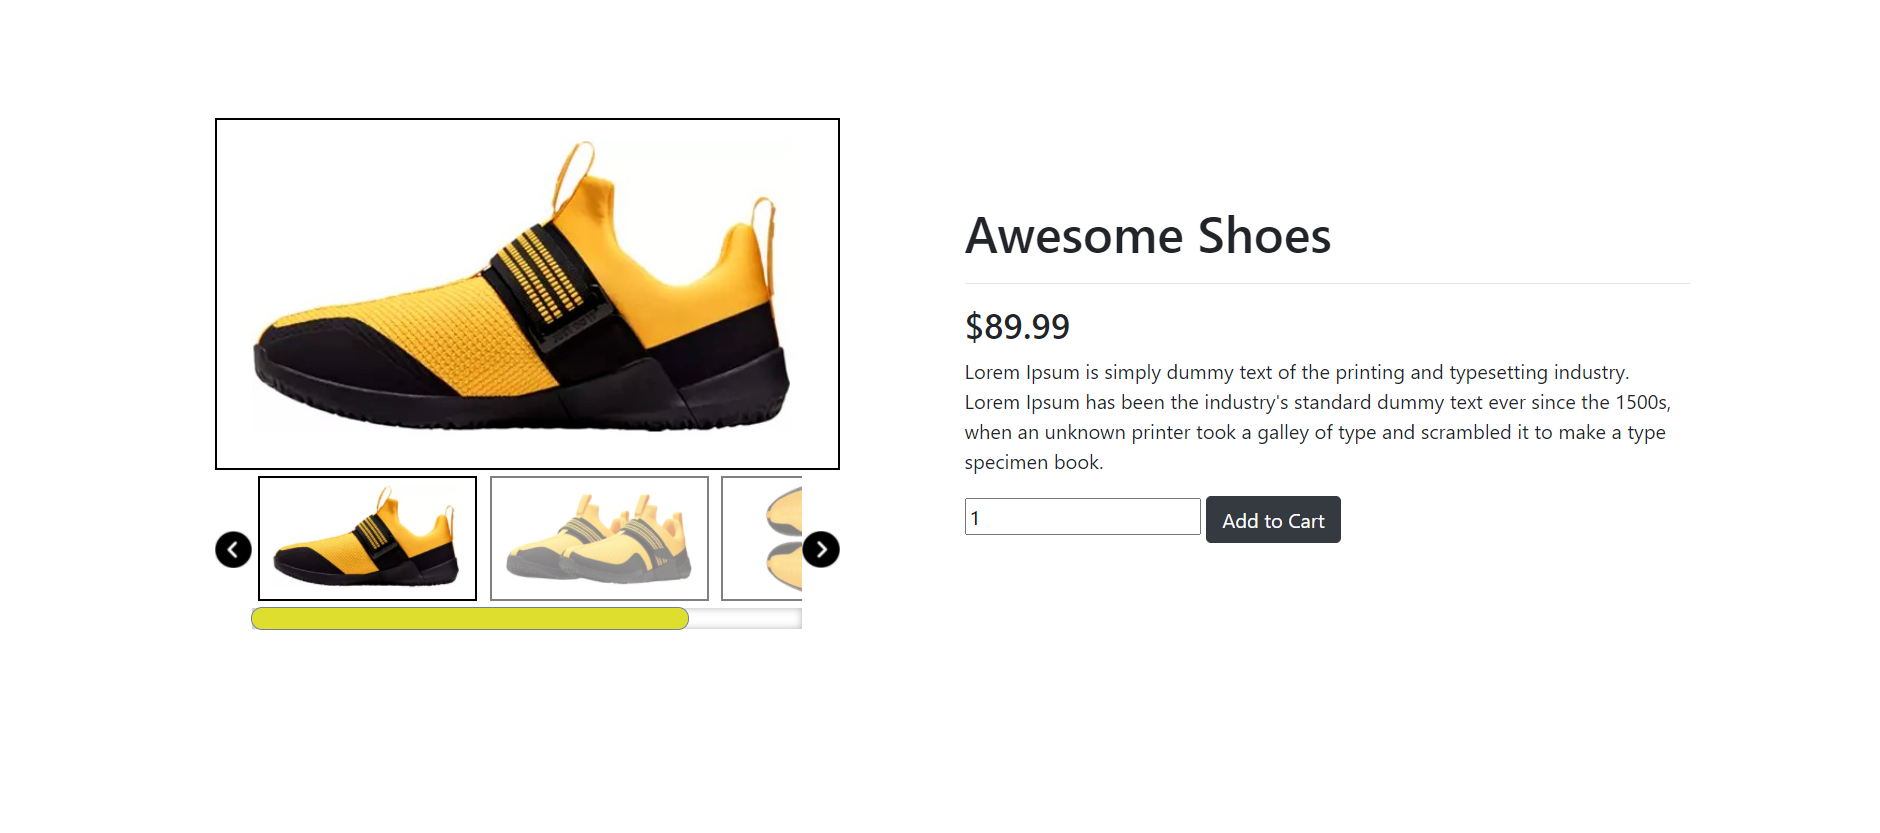 Awesome Shoes
$89.99
Lorem Ipsum is simply dummy text of the printing and typesetting industry.
Lorem Ipsum has been the industry's standard dummy text ever since the 1500s,
when an unknown printer took a galley of type and scrambled it to make a type
specimen book.
1
Add to Cart